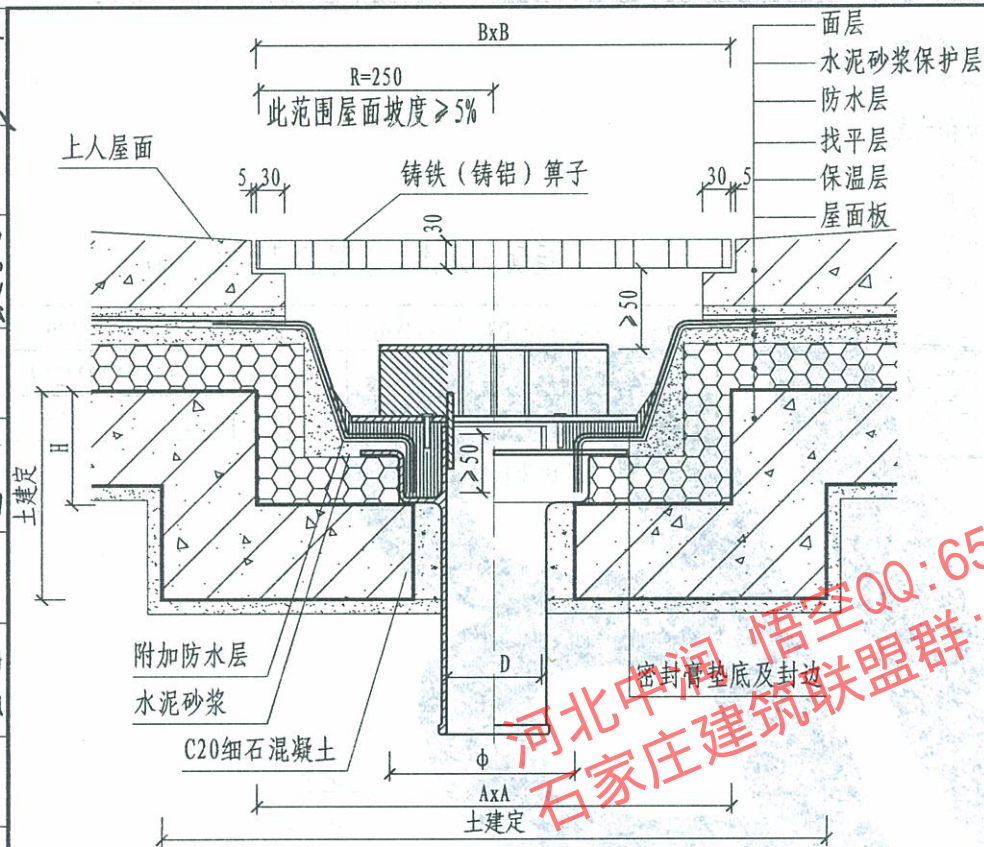 BxB
R=250
此范围屋面坡度≥5%
面层
水泥砂浆保护层
防水层
找平层
保温层
屋面板
上人屋面
铸铁（铸铝）箅子
5 30
30 5
30
≥50
H
土建定
≥50
附加防水层
水泥砂浆
C20细石混凝土
D
密封膏垫底及封边
φ
AxA
土建定
河北中润 悟空QQ:65
石家庄建筑联盟群: